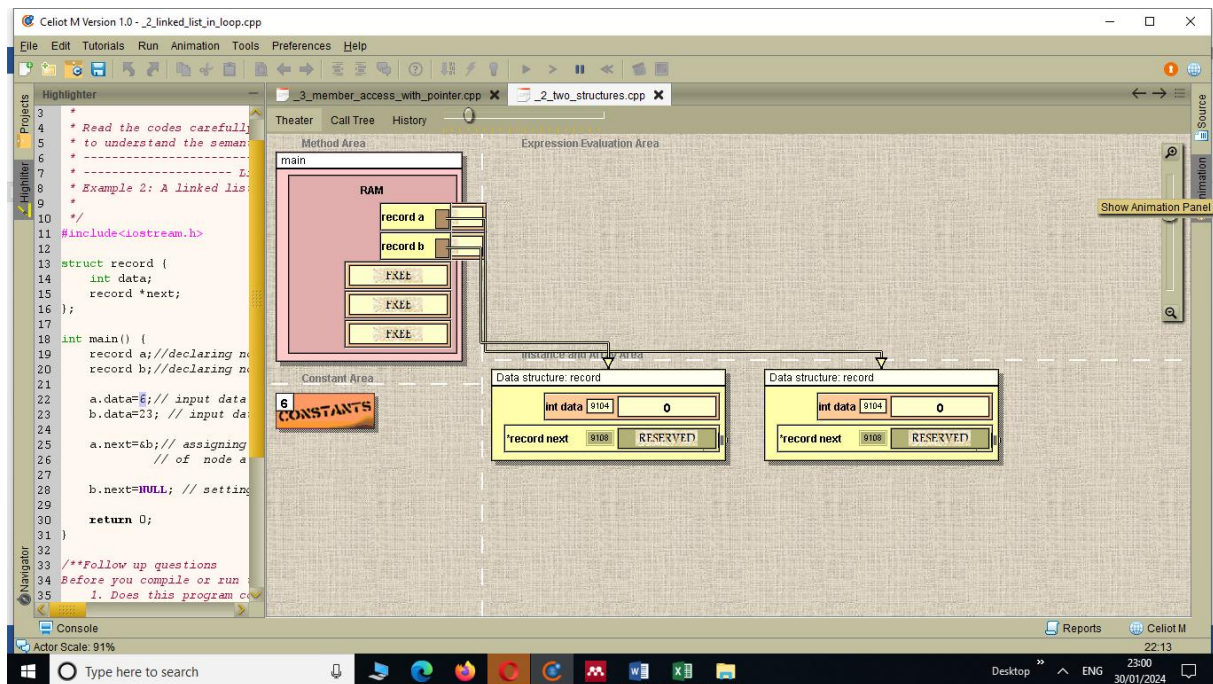 Celiot M Version 1.0 - _2_linked_list_in_loop.cpp
File Edit Tutorials Run Animation Tools Preferences Help
Highlighter
_3_member_access_with_pointer.cpp
_2_two_structures.cpp
Projects
Highliter
Navigator
Source
Animation
Theater Call Tree History
3 *
4 * Read the codes carefully
5 * to understand the seman
6 * -----------------------
7 * -------------------- L
8 * Example 2: A linked lis
9 *
10 */
11 #include<iostream.h>
12
13 struct record {
14 int data;
15 record *next;
16 };
17
18 int main() {
19 record a;//declaring no
20 record b;//declaring no
21
22 a.data=6;// input data
23 b.data=23; // input da
24
25 a.next=&b;// assigning
26 // of node a
27
28 b.next=NULL; // setting
29
30 return 0;
31 }
32
33 /**Follow up questions
34 Before you compile or run
35 1. Does this program co
Method Area
Expression Evaluation Area
main
RAM
record a
record b
FREE
FREE
FREE
Show Animation Panel
Constant Area
6
CONSTANTS
Instance and Array Area
Data structure: record
int data 9104 0
*record next 9108 RESERVED
Data structure: record
int data 9104 0
*record next 9108 RESERVED
Console
Reports
Celiot M
Actor Scale: 91%
22:13
Type here to search
Desktop
ENG
23:00
30/01/2024